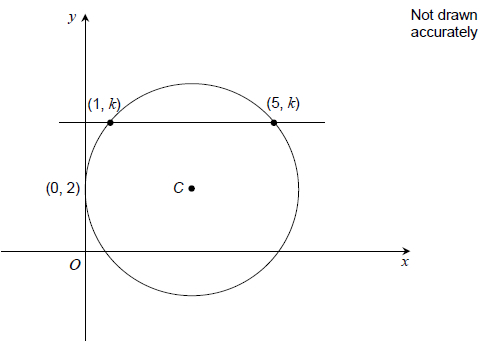 Not drawn
accurately
y
(1, k)
(5, k)
(0, 2)
C
O
x